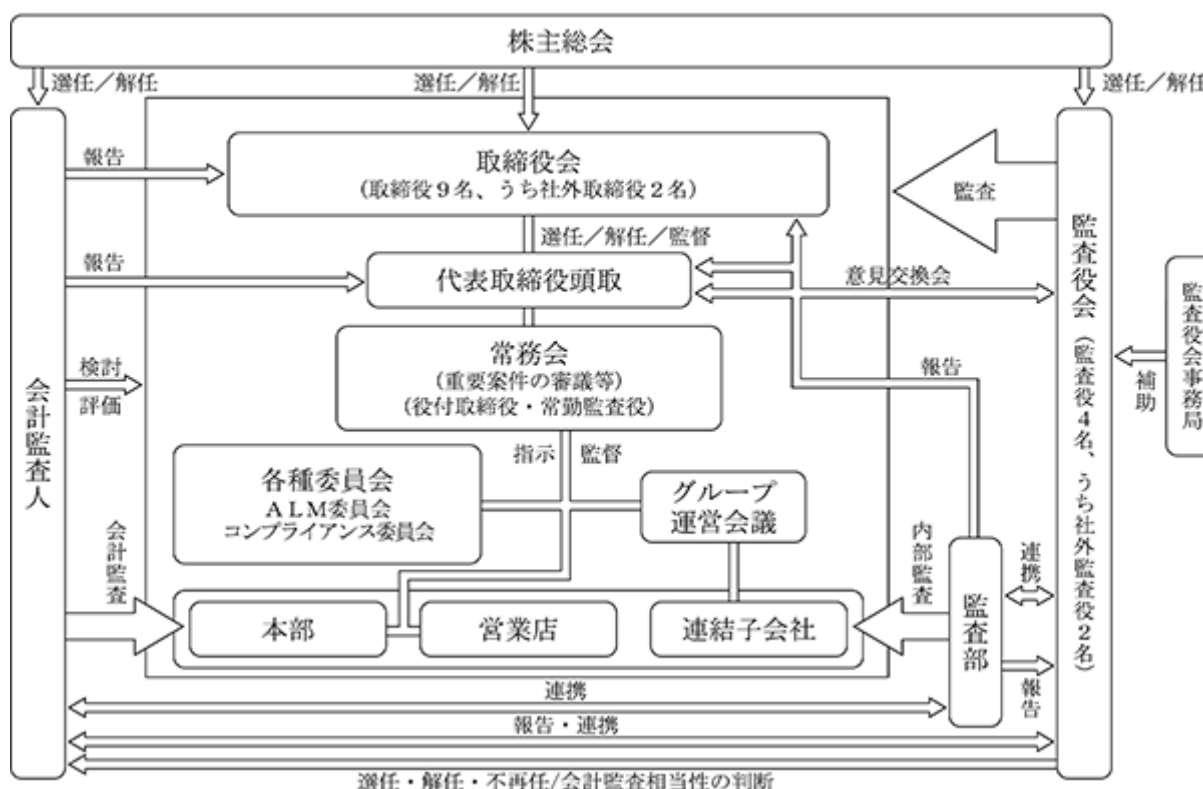 株主総会
選任／解任
選任／解任
選任／解任
取締役会
(取締役９名、うち社外取締役２名)
報告
監査
選任／解任／監督
代表取締役頭取
報告
意見交換会
監査役会(監査役４名、うち社外監査役２名)
監査役会事務局
補助
常務会
(重要案件の審議等)
(役付取締役・常勤監査役)
報告
検討
評価
会計監査人
指示
監督
各種委員会
ＡＬＭ委員会
コンプライアンス委員会
グループ
運営会議
会計監査
内部監査
連携
本部
営業店
連結子会社
監査部
報告
連携
報告・連携
選任・解任・不再任/会計監査相当性の判断